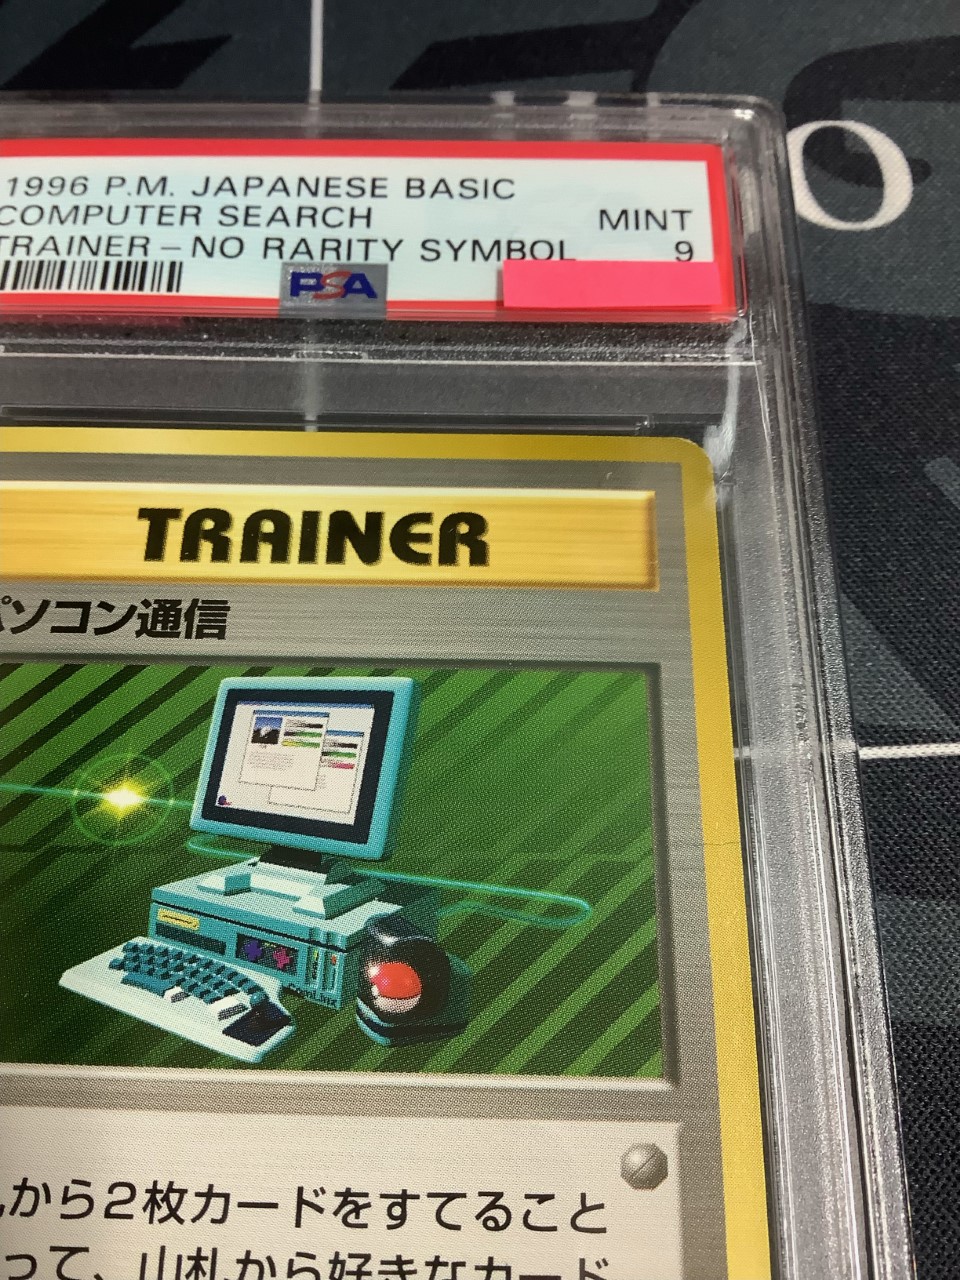 1996 P.M. JAPANESE BASIC
COMPUTER SEARCH MINT
TRAINER – NO RARITY SYMBOL 9
PSA
O
TRAINER
パソコン通信
から2枚カードをすてること
って、山札から好きなカード